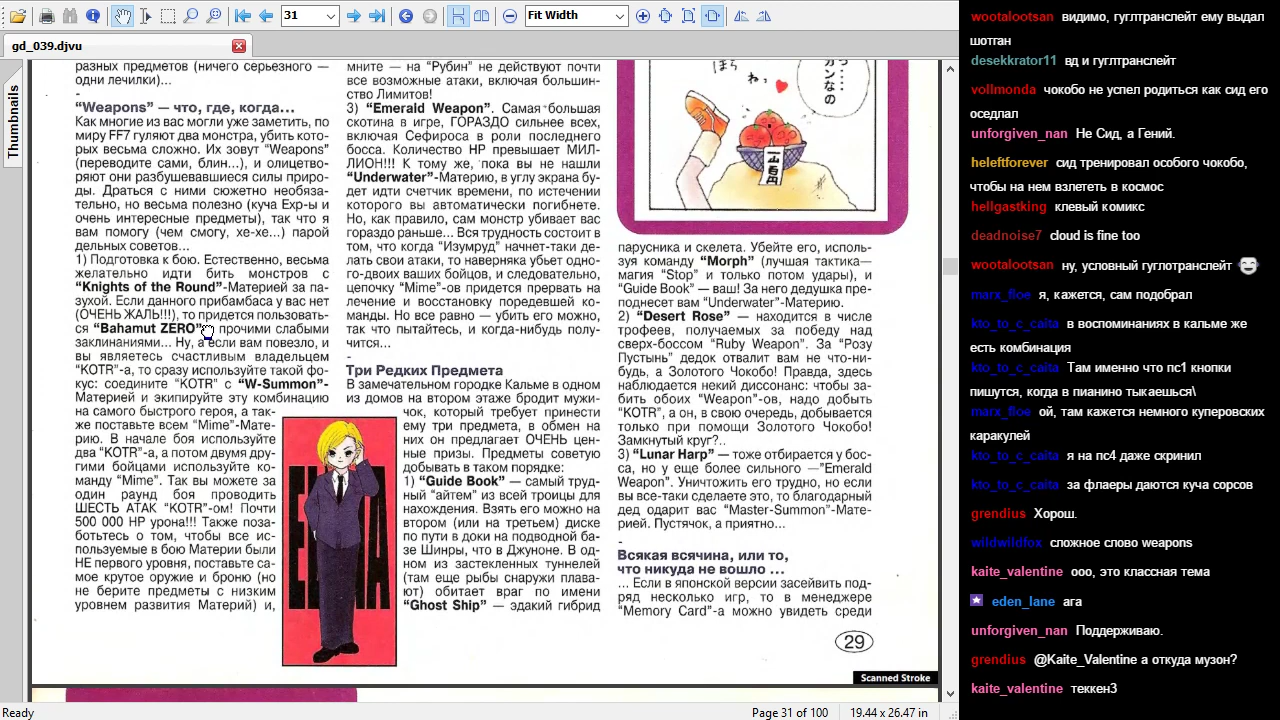 31
Fit Width
gd_039.djvu
Thumbnails
разных предметов (ничего серьезного —
одни лечилки)...
-
“Weapons” — что, где, когда...
Как многие из вас могли уже заметить, по
миру FF7 гуляют два монстра, убить кото-
рых весьма сложно. Их зовут “Weapons”
(переводите сами, блин...), и олицетво-
ряют они разбушевавшиеся силы приро-
ды. Драться с ними сюжетно необяза-
тельно, но весьма полезно (куча Exp-ы и
очень интересные предметы), так что я
вам помогу (чем смогу, хе-хе...) парой
дельных советов...
1) Подготовка к бою. Естественно, весьма
желательно идти бить монстров с
“Knights of the Round”-Материей за па-
зухой. Если данного прибамбаса у вас нет
(ОЧЕНЬ ЖАЛЬ!!!), то придется пользовать-
ся “Bahamut ZERO” прочими слабыми
заклинаниями... Ну, а если вам повезло, и
вы являетесь счастливым владельцем
“KOTR”-а, то сразу используйте такой фо-
кус: соедините “KOTR” с “W-Summon”-
Материей и экипируйте эту комбинацию
на самого быстрого героя, а так-
же поставьте всем “Mime”-Мате-
рию. В начале боя используйте
два “KOTR”-а, а потом двумя дру-
гими бойцами используйте ко-
манду “Mime”. Так вы можете за
один раунд боя проводить
ШЕСТЬ АТАК “KOTR”-ом! Почти
500 000 HP урона!!! Также поза-
ботьтесь о том, чтобы все ис-
пользуемые в бою Материи были
НЕ первого уровня, поставьте са-
мое крутое оружие и броню (но
не берите предметы с низким
уровнем развития Материй) и,
мните — на “Рубин” не действуют почти
все возможные атаки, включая большин-
ство Лимитов!
3) “Emerald Weapon”. Самая большая
скотина в игре, ГОРАЗДО сильнее всех,
включая Сефироса в роли последнего
босса. Количество HP превышает МИЛ-
ЛИОН!!! К тому же, пока вы не нашли
“Underwater”-Материю, в углу экрана бу-
дет идти счетчик времени, по истечении
которого вы автоматически погибнете.
Но, как правило, сам монстр убивает вас
гораздо раньше... Вся трудность состоит в
том, что когда “Изумруд” начнет-таки де-
лать свои атаки, то наверняка убьет одно-
го-двоих ваших бойцов, и следовательно,
цепочку “Mime”-ов придется прервать на
лечение и восстановку поредевшей ко-
манды. Но все равно — убить его можно,
так что пытайтесь, и когда-нибудь полу-
чится...
-
Три Редких Предмета
В замечательном городке Кальме в одном
из домов на втором этаже бродит мужи-
чок, который требует принести
ему три предмета, в обмен на
них он предлагает ОЧЕНЬ цен-
ные призы. Предметы советую
добывать в таком порядке:
1) “Guide Book” — самый труд-
ный “айтем” из всей троицы для
нахождения. Взять его можно на
втором (или на третьем) диске
по пути в доки на подводной ба-
зе Шинры, что в Джуноне. В од-
ном из застекленных туннелей
(там еще рыбы снаружи плава-
ют) обитает враг по имени
“Ghost Ship” — эдакий гибрид
парусника и скелета. Убейте его, исполь-
зуя команду “Morph” (лучшая тактика—
магия “Stop” и только потом удары), и
“Guide Book” — ваш! За него дедушка пре-
поднесет вам “Underwater”-Материю.
2) “Desert Rose” — находится в числе
трофеев, получаемых за победу над
сверх-боссом “Ruby Weapon”. За “Розу
Пустынь” дедок отвалит вам не что-ни-
будь, а Золотого Чокобо! Правда, здесь
наблюдается некий диссонанс: чтобы за-
бить обоих “Weapon”-ов, надо добыть
“KOTR”, а он, в свою очередь, добывается
только при помощи Золотого Чокобо!
Замкнутый круг?..
3) “Lunar Harp” — тоже отбирается у бос-
са, но у еще более сильного —”Emerald
Weapon”. Уничтожить его трудно, но если
вы все-таки сделаете это, то благодарный
дед одарит вас “Master-Summon”-Мате-
рией. Пустячок, а приятно...
-
Всякая всячина, или то,
что никуда не вошло ...
... Если в японской версии засейвить под-
ряд несколько игр, то в менеджере
“Memory Card”-а можно увидеть среди
29
Scanned Stroke
Ready
Page 31 of 100
19.44 x 26.47 in
wootalootsan видимо, гуглтранслейт ему выдал
шотган
desekkrator11 вд и гуглтранслейт
vollmonda чокобо не успел родиться как сид его
оседлал
unforgiven_nan Не Сид, а Гений.
heleftforever сид тренировал особого чокобо,
чтобы на нем взлететь в космос
hellgastking клевый комикс
deadnoise7 cloud is fine too
wootalootsan ну, условный гуглотранслейт
marx_floe я, кажется, сам подобрал
kto_to_c_caita в воспоминаниях в кальме же
есть комбинация
kto_to_c_caita Там именно что пс1 кнопки
пишутся, когда в пианино тыкаешься\
marx_floe ой, там кажется немного куперовских
каракулей
kto_to_c_caita я на пс4 даже скринил
kto_to_c_caita за флаеры даются куча сорсов
grendius Хорош.
wildwildfox сложное слово weapons
kaite_valentine ооо, это классная тема
eden_lane ага
unforgiven_nan Поддерживаю.
grendius @Kaite_Valentine а откуда музон?
kaite_valentine теккен3